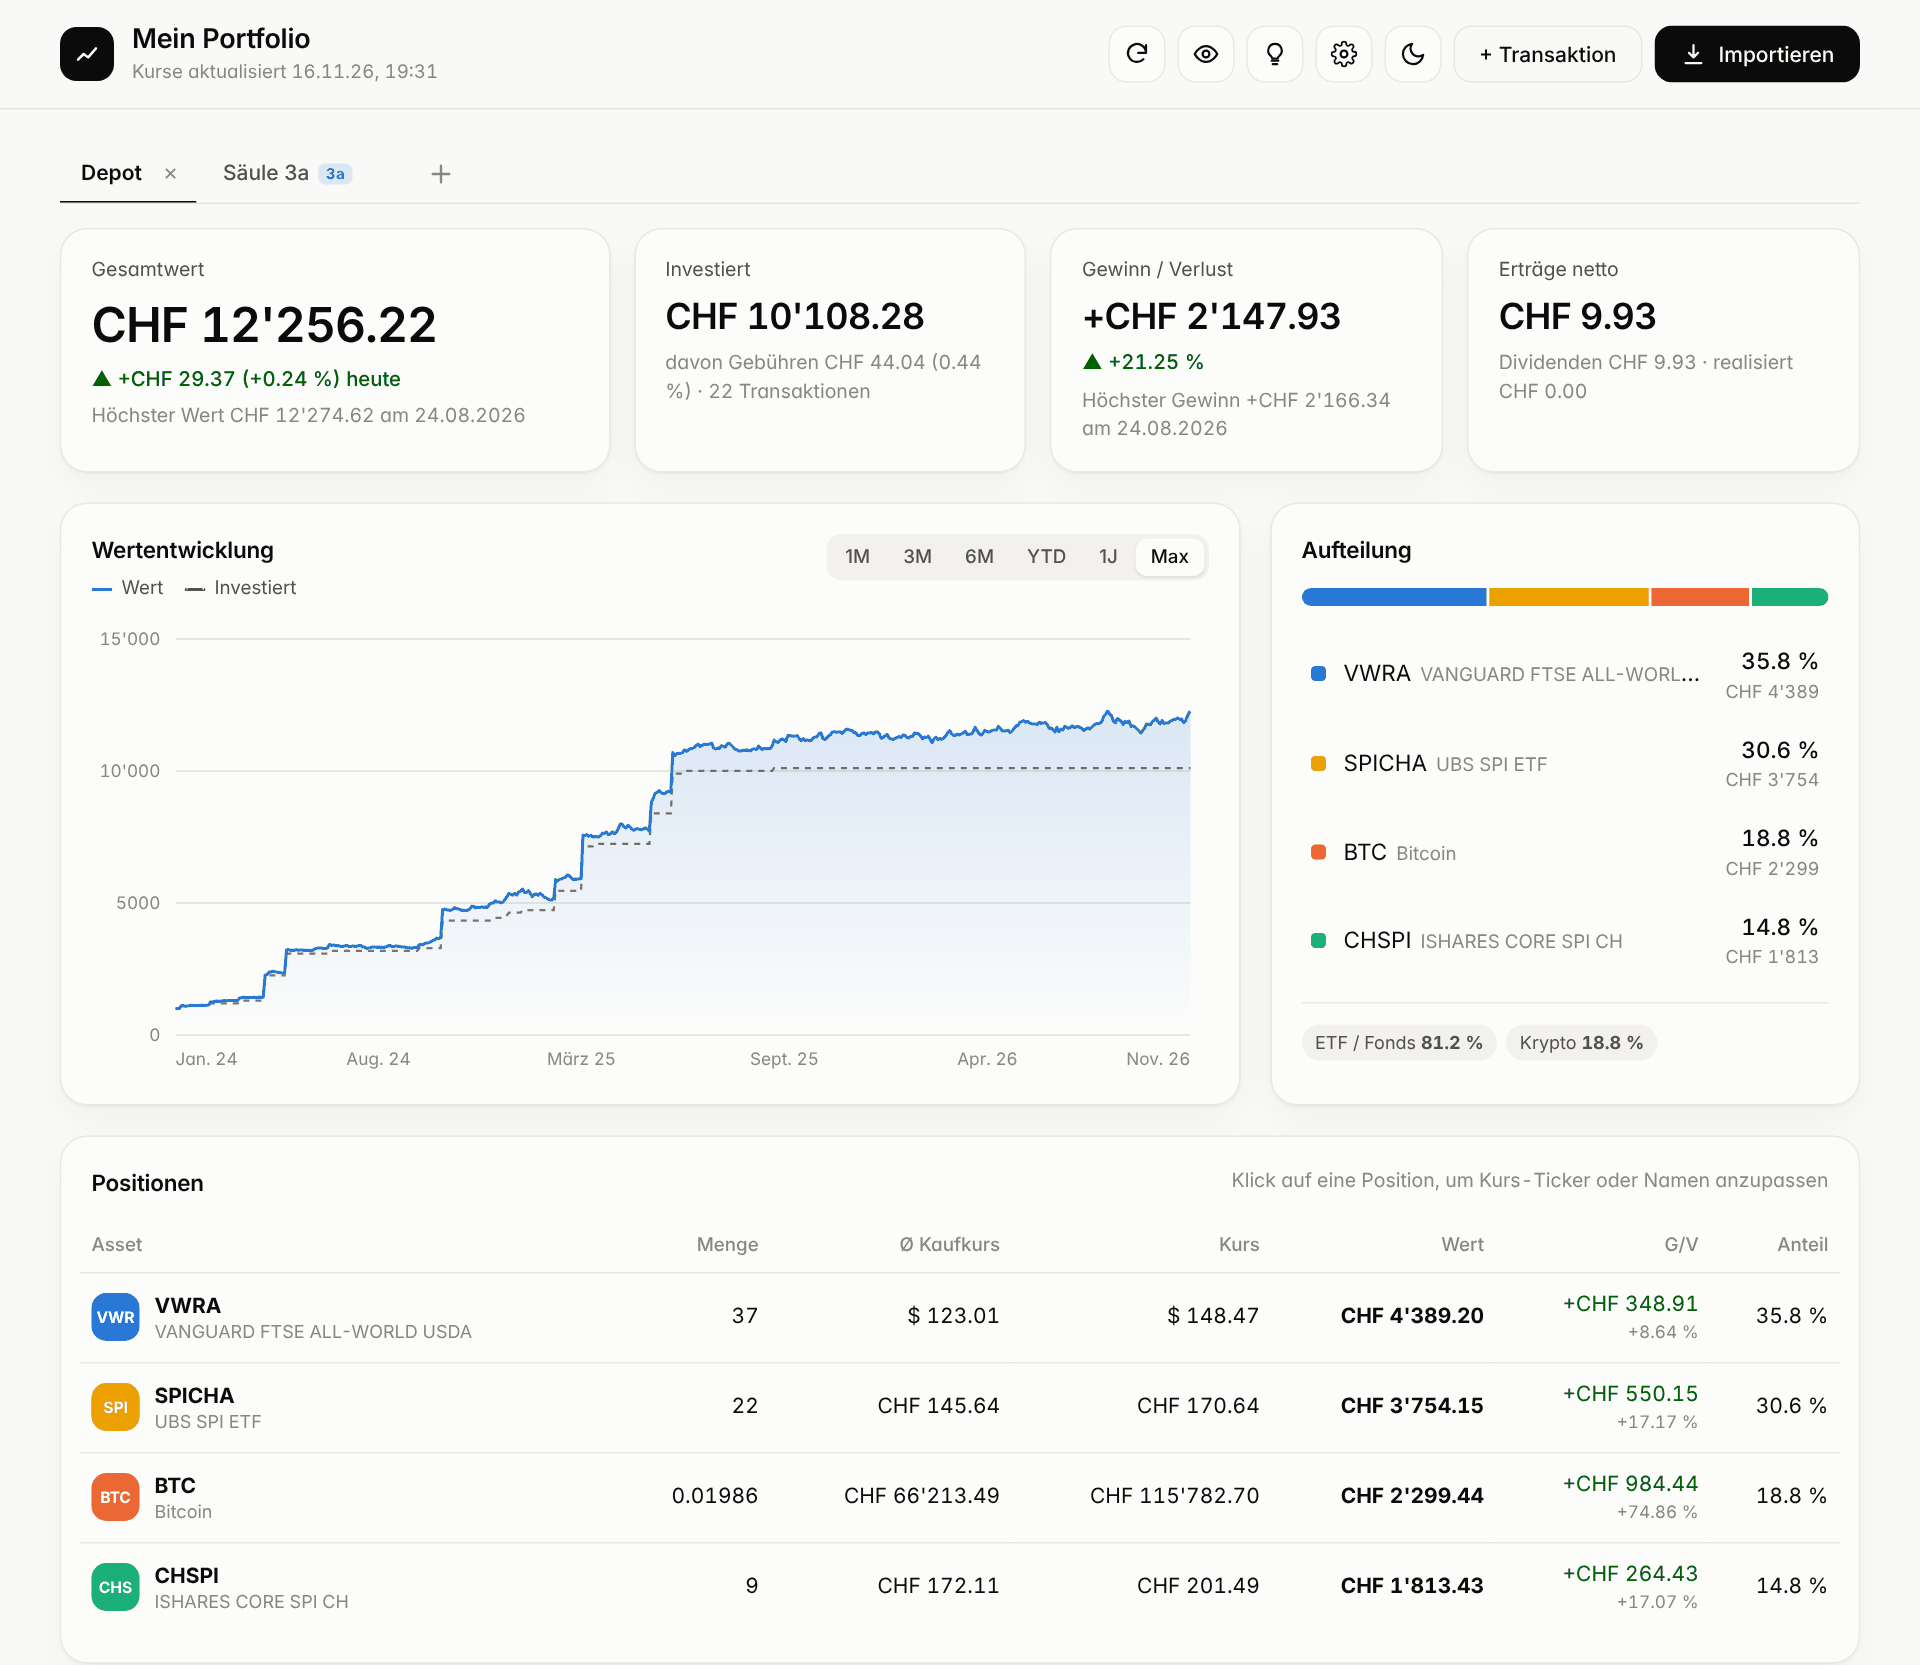 Mein Portfolio
Kurse aktualisiert 16.11.26, 19:31
+ Transaktion
Importieren
Depot ×
Säule 3a 3a
+
Gesamtwert
CHF 12'256.22
▲ +CHF 29.37 (+0.24 %) heute
Höchster Wert CHF 12'274.62 am 24.08.2026
Investiert
CHF 10'108.28
davon Gebühren CHF 44.04 (0.44
%) · 22 Transaktionen
Gewinn / Verlust
+CHF 2'147.93
▲ +21.25 %
Höchster Gewinn +CHF 2'166.34
am 24.08.2026
Erträge netto
CHF 9.93
Dividenden CHF 9.93 · realisiert
CHF 0.00
Wertentwicklung
Wert Investiert
1M 3M 6M YTD 1J Max
15'000
10'000
5000
0
Jan. 24 Aug. 24 März 25 Sept. 25 Apr. 26 Nov. 26
Aufteilung
VWRA VANGUARD FTSE ALL-WORL... 35.8 %
CHF 4'389
SPICHA UBS SPI ETF 30.6 %
CHF 3'754
BTC Bitcoin 18.8 %
CHF 2'299
CHSPI ISHARES CORE SPI CH 14.8 %
CHF 1'813
ETF / Fonds 81.2 % Krypto 18.8 %
Positionen
Klick auf eine Position, um Kurs-Ticker oder Namen anzupassen
Asset Menge Ø Kaufkurs Kurs Wert G/V Anteil
VWR VWRA 37 $ 123.01 $ 148.47 CHF 4'389.20 +CHF 348.91 35.8 %
VANGUARD FTSE ALL-WORLD USDA +8.64 %
SPI SPICHA 22 CHF 145.64 CHF 170.64 CHF 3'754.15 +CHF 550.15 30.6 %
UBS SPI ETF +17.17 %
BTC BTC 0.01986 CHF 66'213.49 CHF 115'782.70 CHF 2'299.44 +CHF 984.44 18.8 %
Bitcoin +74.86 %
CHS CHSPI 9 CHF 172.11 CHF 201.49 CHF 1'813.43 +CHF 264.43 14.8 %
ISHARES CORE SPI CH +17.07 %